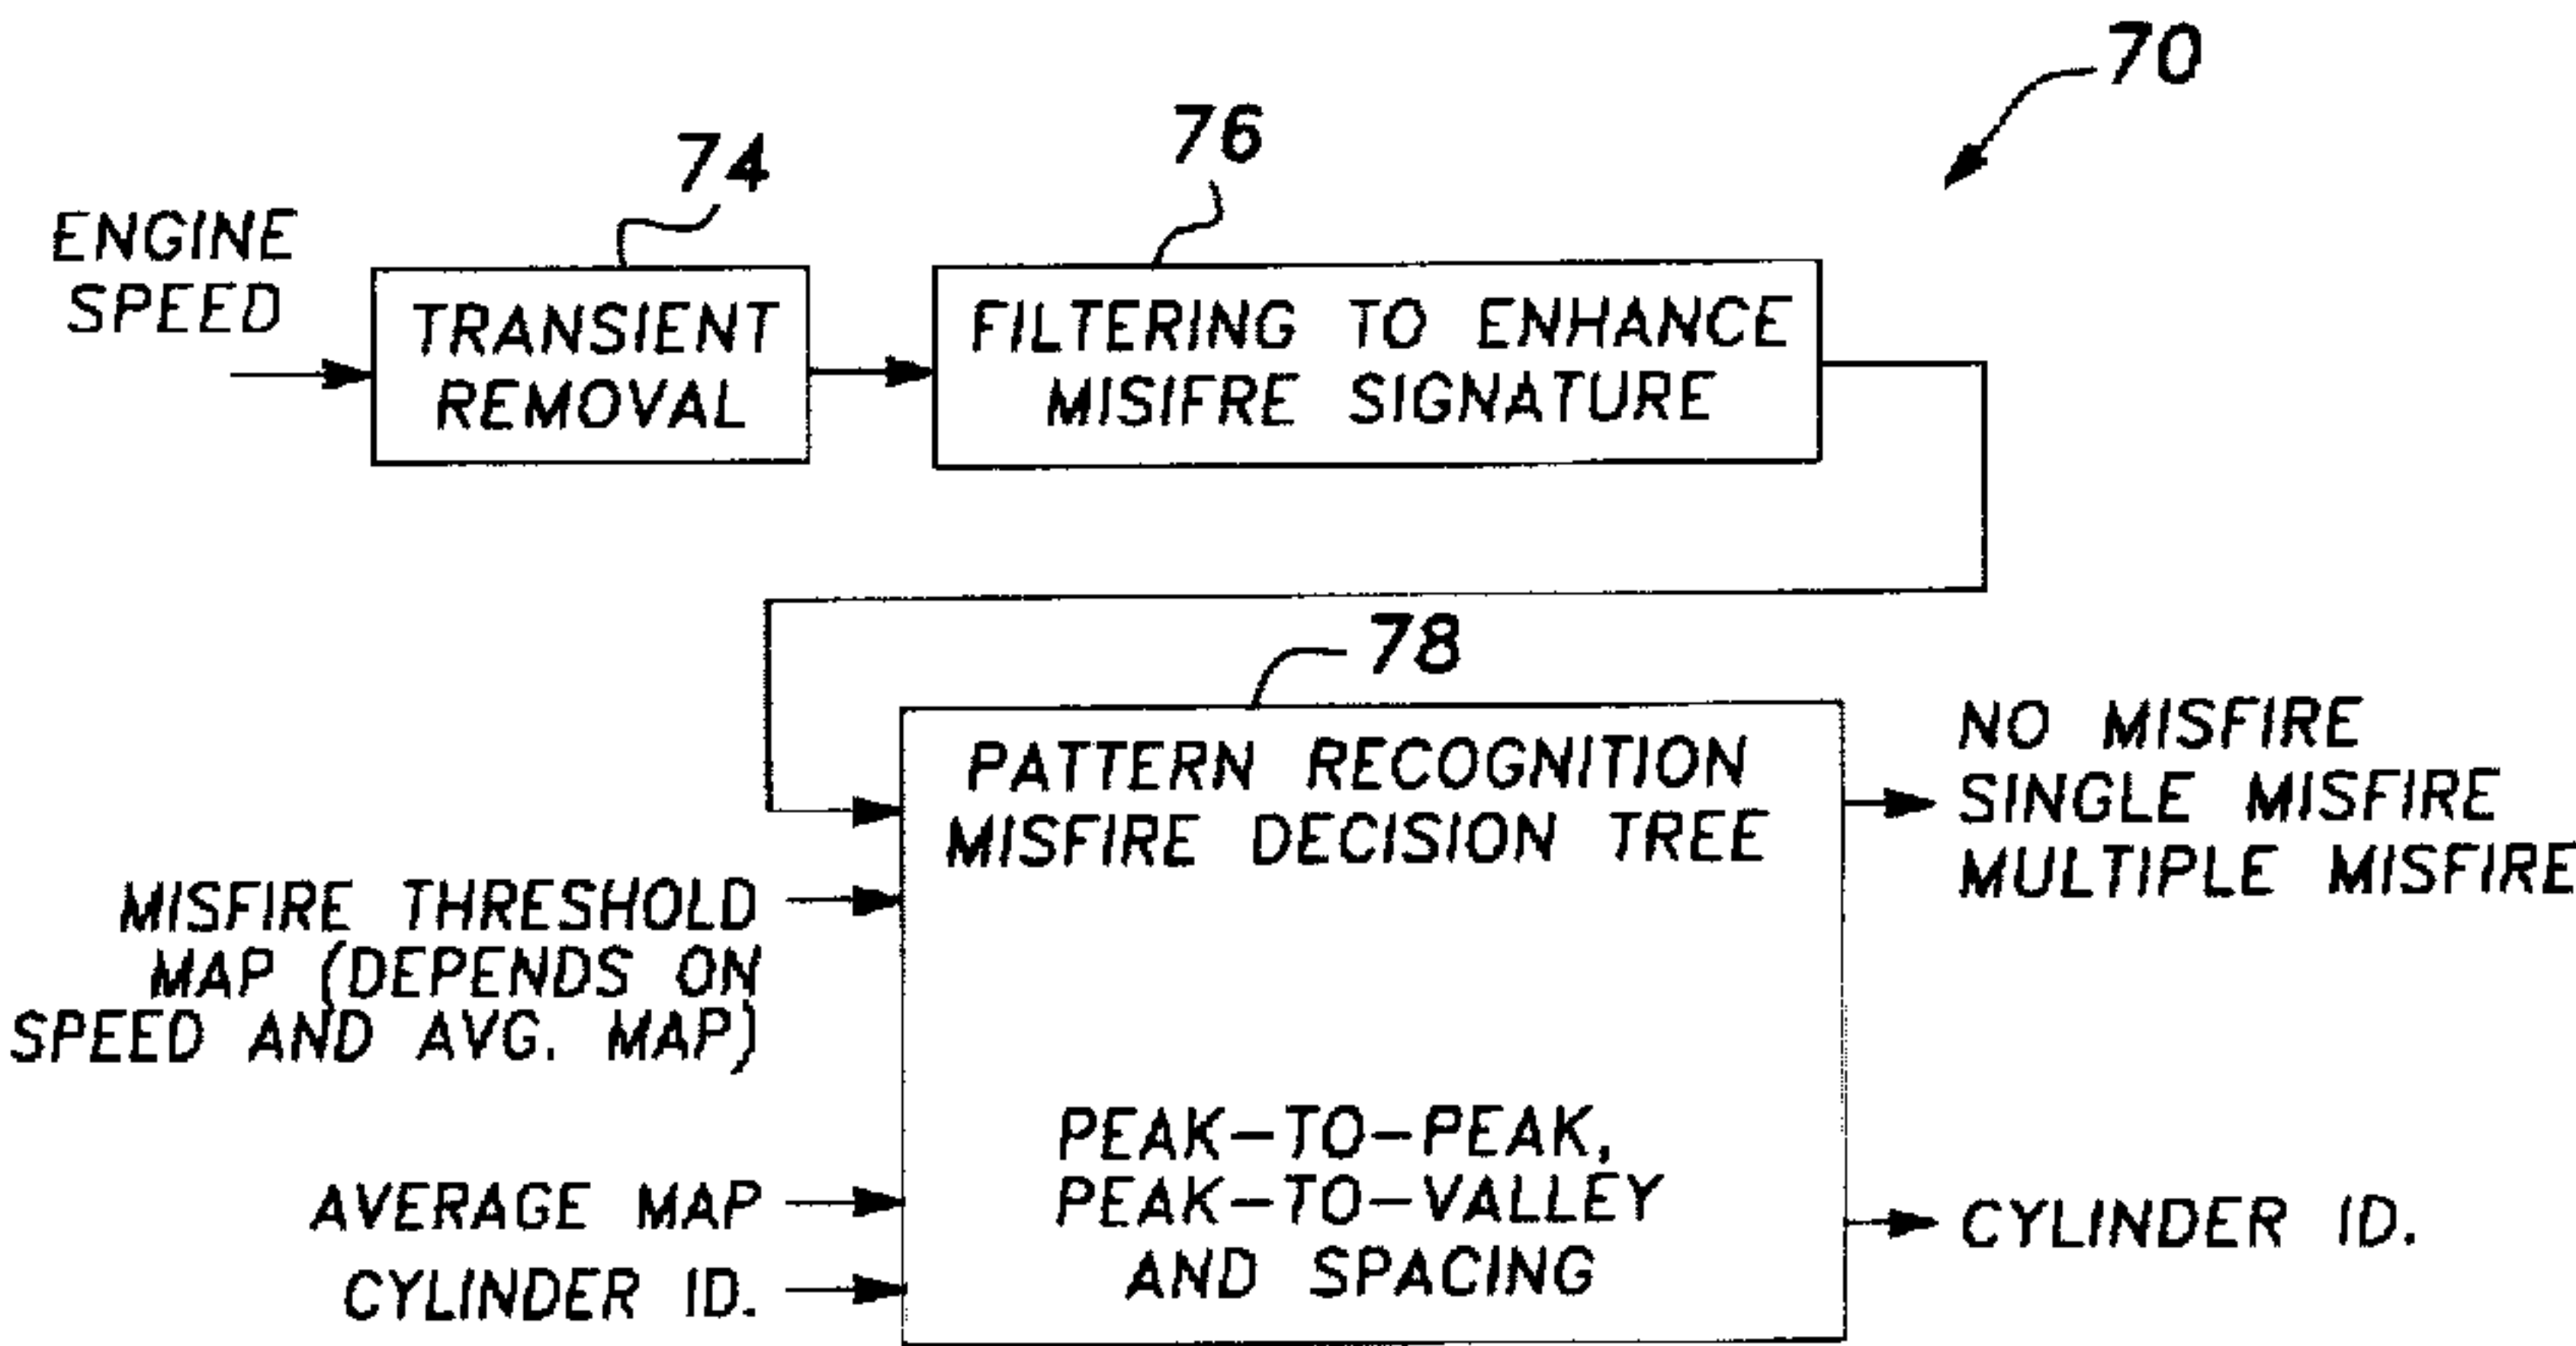 70
76
74
ENGINE
SPEED
TRANSIENT
REMOVAL
FILTERING TO ENHANCE
MISIFRE SIGNATURE
78
PATTERN RECOGNITION
MISFIRE DECISION TREE
NO MISFIRE
SINGLE MISFIRE
MULTIPLE MISFIRE
MISFIRE THRESHOLD
MAP (DEPENDS ON
SPEED AND AVG. MAP)
PEAK-TO-PEAK,
PEAK-TO-VALLEY
AND SPACING
AVERAGE MAP
CYLINDER ID.
CYLINDER ID.